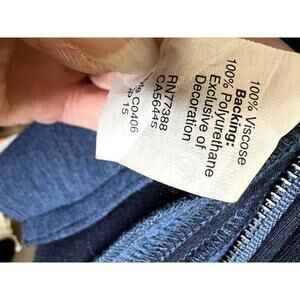 100% Viscose
Backing:
100% Polyurethane
Exclusive of
Decoration
RN77388
CA56445
C0406
15